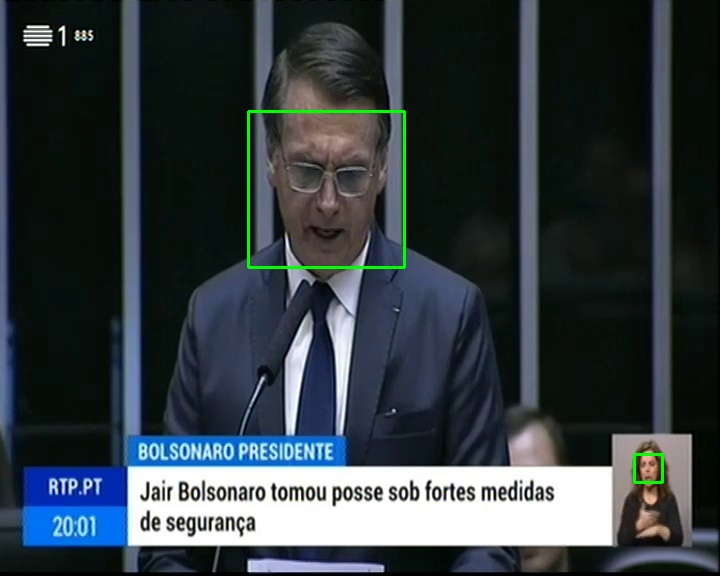 1 885
BOLSONARO PRESIDENTE
RTP.PT
Jair Bolsonaro tomou posse sob fortes medidas
de segurança
20:01